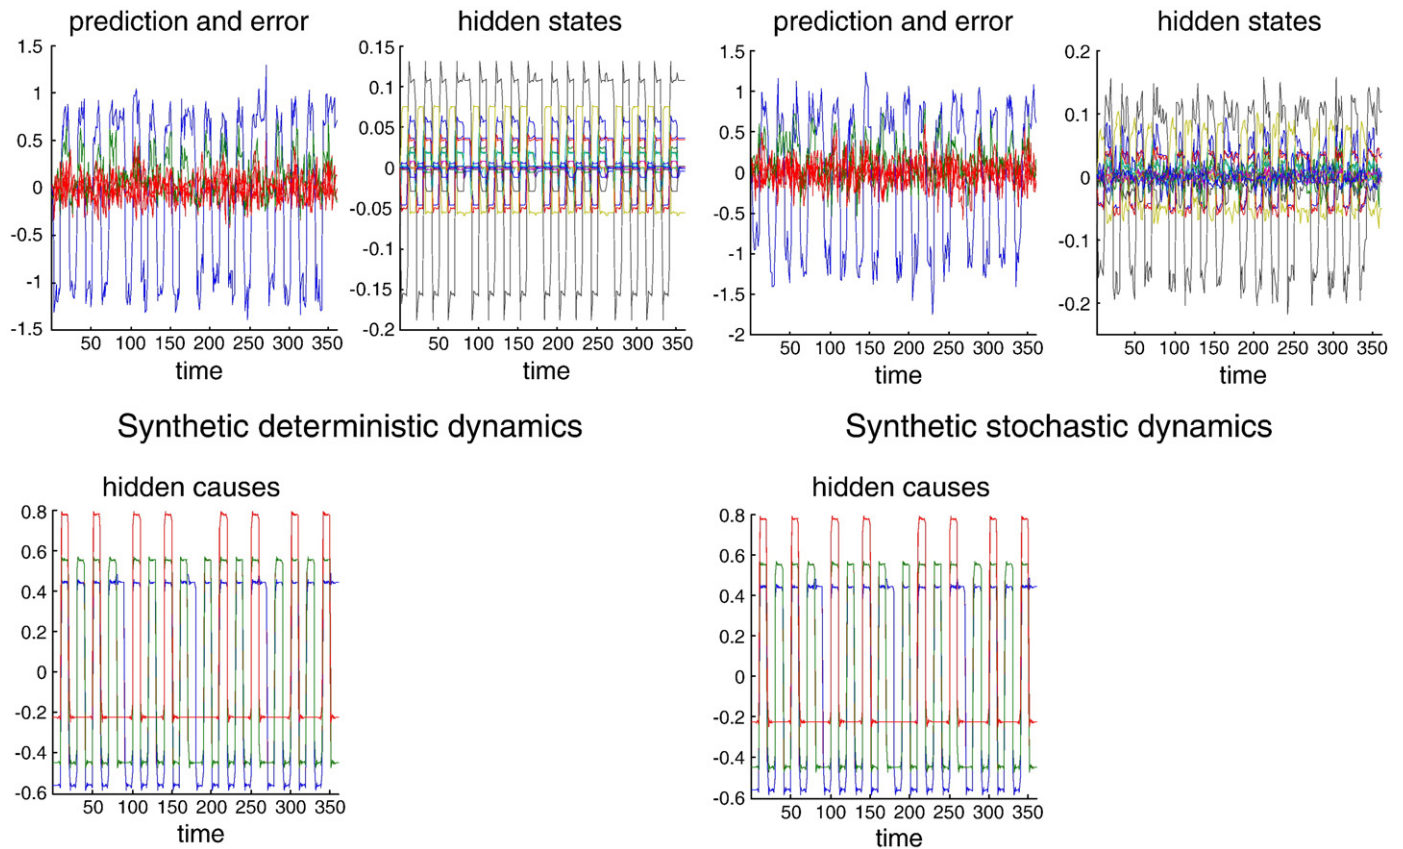 prediction and error
hidden states
prediction and error
hidden states
1.5
1
0.5
0
-0.5
-1
-1.5
50 100 150 200 250 300 350
time
0.15
0.1
0.05
0
-0.05
-0.1
-0.15
-0.2
50 100 150 200 250 300 350
time
1.5
1
0.5
0
-0.5
-1
-1.5
-2
50 100 150 200 250 300 350
time
0.2
0.1
0
-0.1
-0.2
50 100 150 200 250 300 350
time
Synthetic deterministic dynamics
Synthetic stochastic dynamics
hidden causes
0.8
0.6
0.4
0.2
0
-0.2
-0.4
-0.6
50 100 150 200 250 300 350
time
hidden causes
0.8
0.6
0.4
0.2
0
-0.2
-0.4
-0.6
50 100 150 200 250 300 350
time